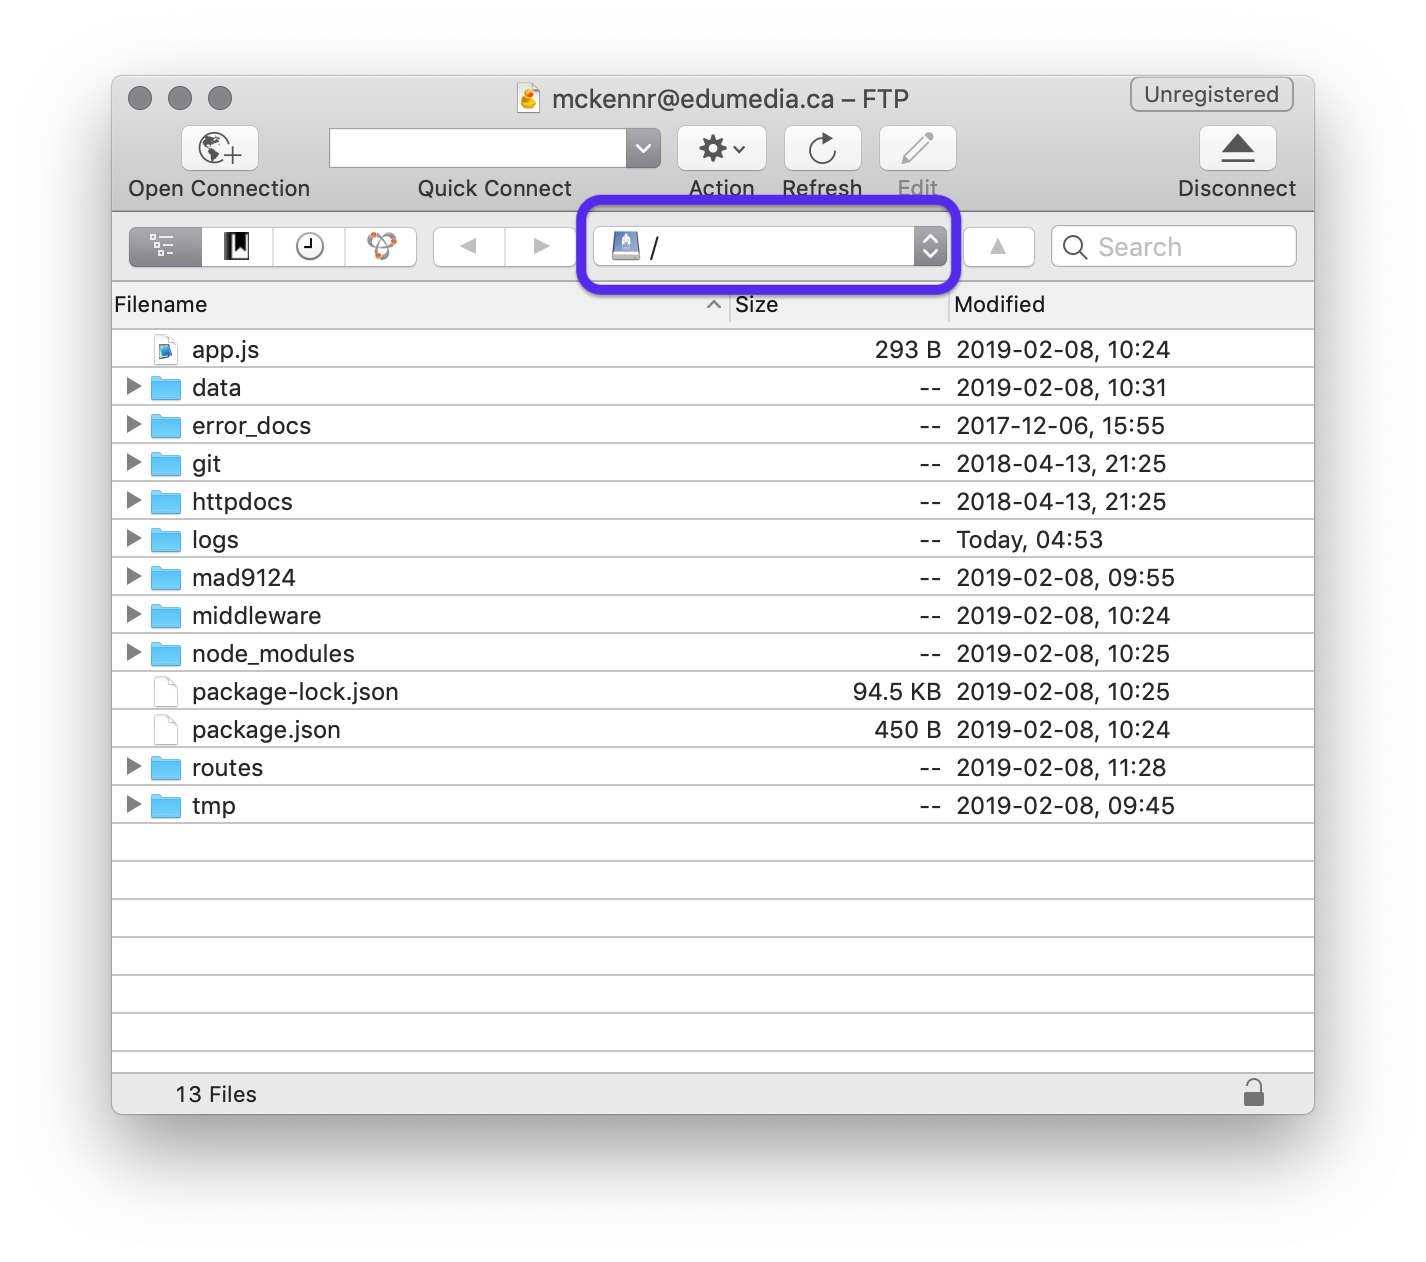 mckennr@edumedia.ca – FTP
Unregistered
Open Connection
Quick Connect
Action
Refresh
Edit
Disconnect
/
Search
Filename
Size
Modified
app.js 293 B 2019-02-08, 10:24
data -- 2019-02-08, 10:31
error_docs -- 2017-12-06, 15:55
git -- 2018-04-13, 21:25
httpdocs -- 2018-04-13, 21:25
logs -- Today, 04:53
mad9124 -- 2019-02-08, 09:55
middleware -- 2019-02-08, 10:24
node_modules -- 2019-02-08, 10:25
package-lock.json 94.5 KB 2019-02-08, 10:25
package.json 450 B 2019-02-08, 10:24
routes -- 2019-02-08, 11:28
tmp -- 2019-02-08, 09:45
13 Files